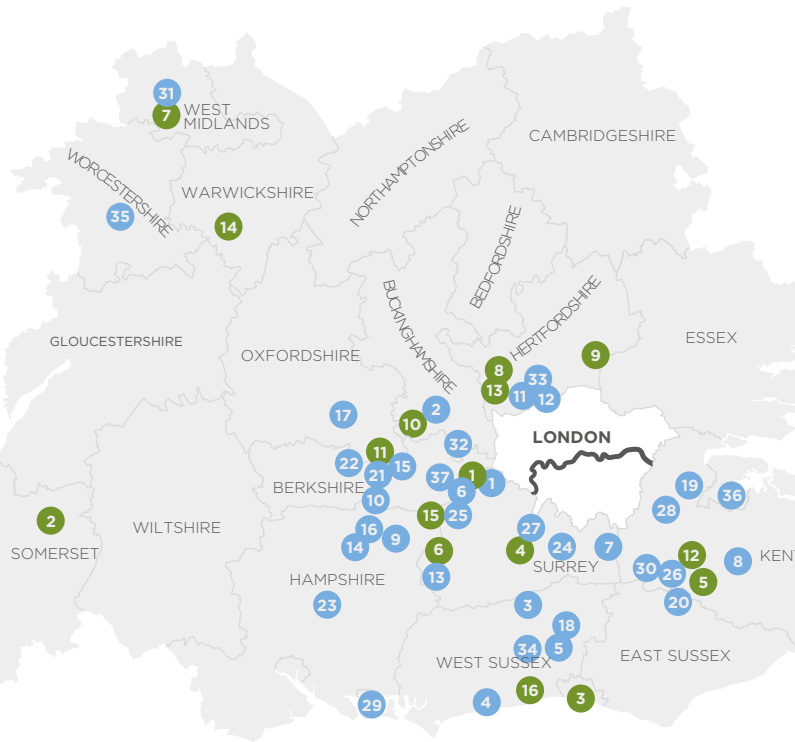 31
7
WEST
MIDLANDS
CAMBRIDGESHIRE
NORTHAMPTONSHIRE
WORCESTERSHIRE
WARWICKSHIRE
35
14
BEDFORDSHIRE
BUCKINGHAMSHIRE
HERTFORDSHIRE
GLOUCESTERSHIRE
OXFORDSHIRE
ESSEX
9
8
33
13
11
12
2
17
10
LONDON
32
11
22
15
21
37
1
1
BERKSHIRE
6
19
36
10
2
15
25
28
WILTSHIRE
16
27
9
14
SOMERSET
6
4
24
7
12
KENT
8
SURREY
30
26
HAMPSHIRE
13
5
20
23
3
18
34
5
EAST SUSSEX
WEST SUSSEX
16
3
4
29